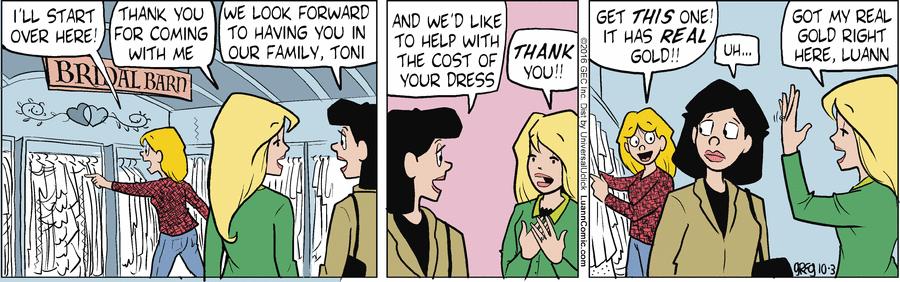 I'LL START
OVER HERE!
THANK YOU
FOR COMING
WITH ME
WE LOOK FORWARD
TO HAVING YOU IN
OUR FAMILY, TONI
BRIDAL BARN
AND WE'D LIKE
TO HELP WITH
THE COST OF
YOUR DRESS
THANK
YOU!!
©2016 GEC Inc. Dist by UniversalUclick LuannComic.com
GET THIS ONE!
IT HAS REAL
GOLD!!
UH...
GOT MY REAL
GOLD RIGHT
HERE, LUANN
GREG 10-3